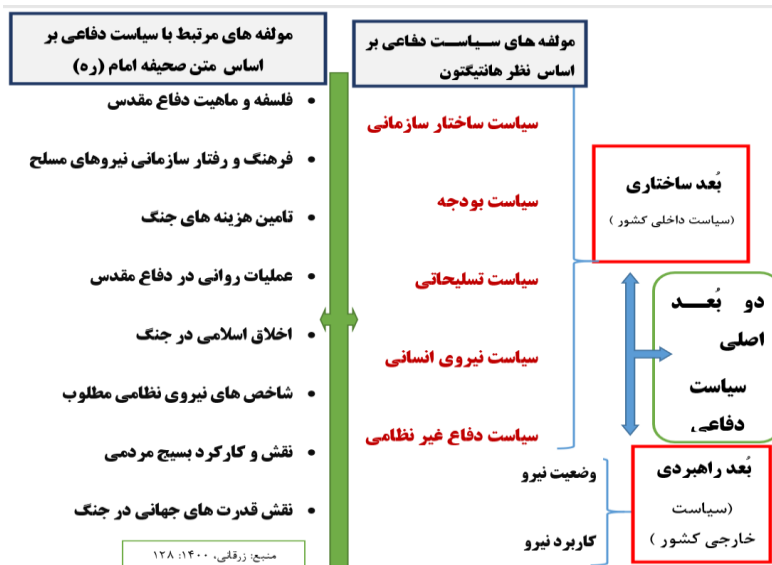 دو بُعــد
اصلی
سیاست
دفاعی
بُعد ساختاری
(سیاست داخلی کشور )
بُعد راهبردی
(سیاست
خارجی کشور )
مولفه های سـیاسـت دفاعی بر
اساس نظر هانتیگتون
سیاست ساختار سازمانی
سیاست بودجه
سیاست تسلیحاتی
سیاست نیروی انسانی
سیاست دفاع غیر نظامی
وضعیت نیرو
کاربرد نیرو
مولفه های مرتبط با سیاست دفاعی بر
اساس متن صحیفه امام (ره)
• فلسفه و ماهیت دفاع مقدس
• فرهنگ و رفتار سازمانی نیروهای مسلح
• تامین هزینه های جنگ
• عملیات روانی در دفاع مقدس
• اخلاق اسلامی در جنگ
• شاخص های نیروی نظامی مطلوب
• نقش و کارکرد بسیج مردمی
• نقش قدرت های جهانی در جنگ
منبع: زرقانی، ۱۴۰۰: ۱۲۸